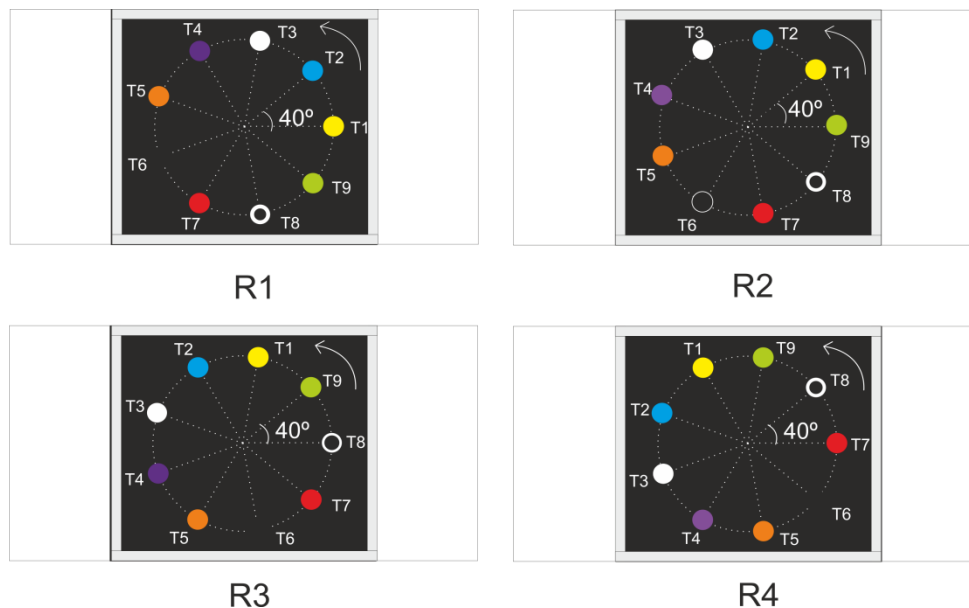 T4 T3
T2
T5
40º
T1
T6
T9
T7 T8
R1
T3 T2
T1
T4
40º
T9
T5
T8
T6 T7
R2
T2 T1
T9
T3
40º
T8
T4
T7
T5 T6
R3
T1 T9
T8
T2
40º
T7
T3
T6
T4 T5
R4